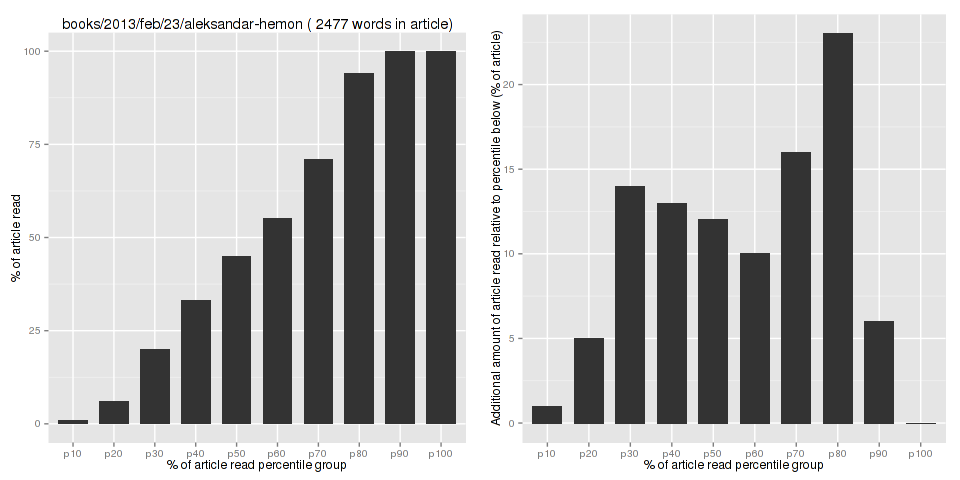 books/2013/feb/23/aleksandar-hemon ( 2477 words in article)
% of article read
100
75
50
25
0
p10 p20 p30 p40 p50 p60 p70 p80 p90 p100
% of article read percentile group
Additional amount of article read relative to percentile below (% of article)
20
15
10
5
0
p10 p20 p30 p40 p50 p60 p70 p80 p90 p100
% of article read percentile group